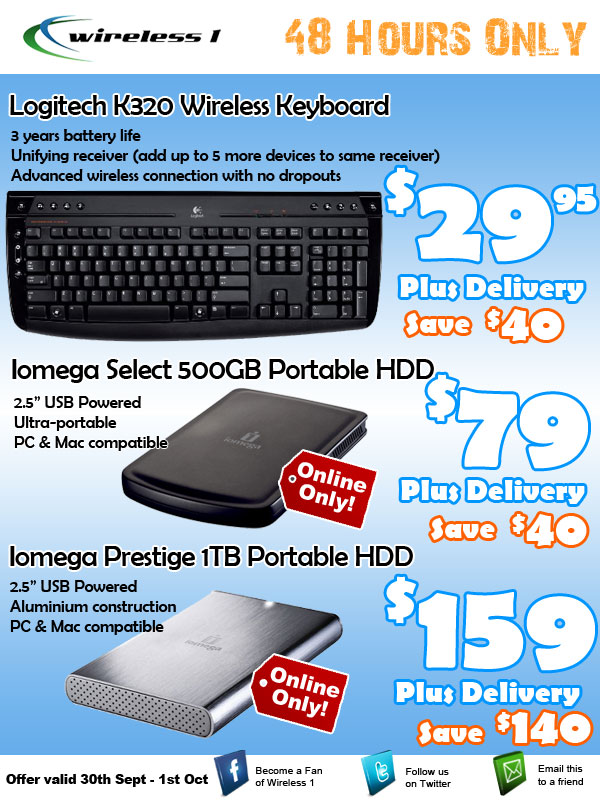 wireless 1
48 Hours Only
Logitech K320 Wireless Keyboard
3 years battery life
Unifying receiver (add up to 5 more devices to same receiver)
Advanced wireless connection with no dropouts
$29 95
Plus Delivery
Save $40
Iomega Select 500GB Portable HDD
2.5" USB Powered
Ultra-portable
PC & Mac compatible
iomega
Online
Only!
$79
Plus Delivery
Save $40
Iomega Prestige 1TB Portable HDD
2.5" USB Powered
Aluminium construction
PC & Mac compatible
iomega
Online
Only!
$159
Plus Delivery
Save $140
Offer valid 30th Sept - 1st Oct
Become a Fan
of Wireless 1
Follow us
on Twitter
Email this
to a friend